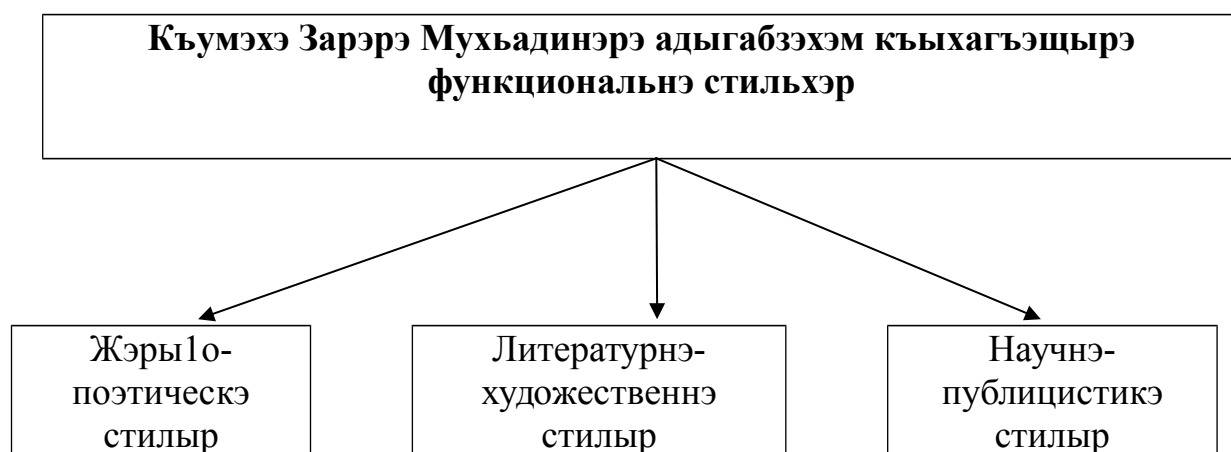 Къумэхэ Зарэрэ Мухьадинэрэ адыгабзэхэм къыхагъэщырэ
функциональнэ стильхэр
Жэры1о-
поэтическэ
стилыр
Литературнэ-
художественнэ
стилыр
Научнэ-
публицистикэ
стилыр